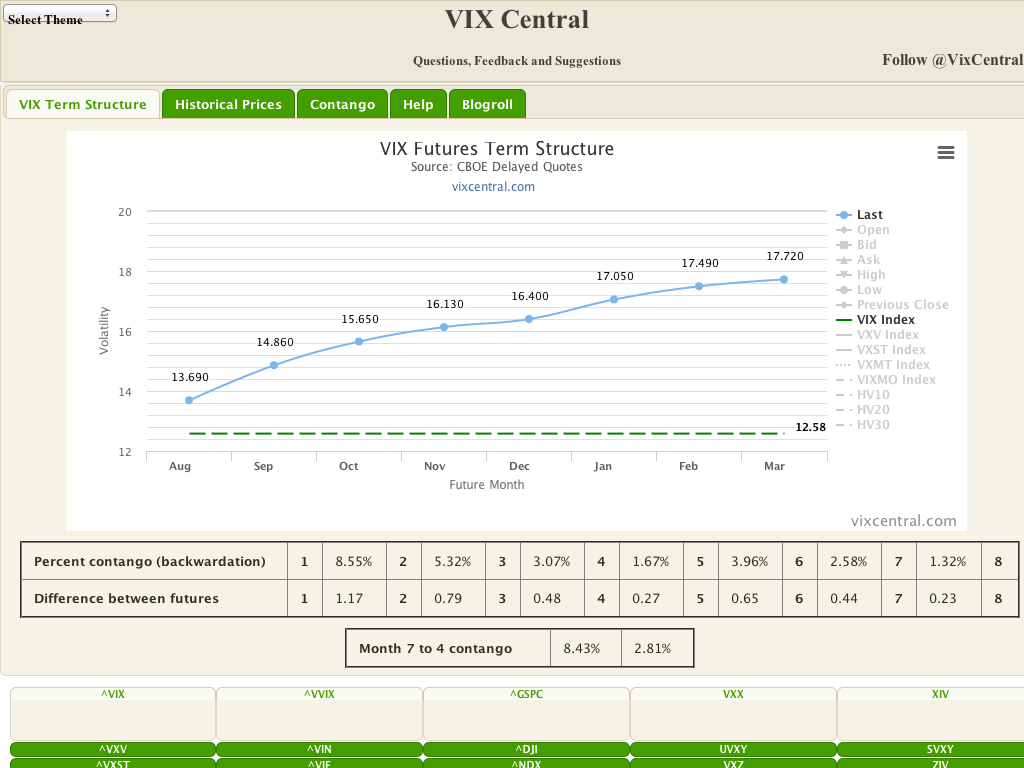 Select Theme
VIX Central
Questions, Feedback and Suggestions
Follow @VixCentral
VIX Term Structure Historical Prices Contango Help Blogroll
VIX Futures Term Structure
Source: CBOE Delayed Quotes
vixcentral.com
Volatility
20
18
16
14
12
13.690
14.860
15.650
16.130
16.400
17.050
17.490
17.720
12.58
Aug Sep Oct Nov Dec Jan Feb Mar
Future Month
Last
Open
Bid
Ask
High
Low
Previous Close
VIX Index
VXV Index
VXST Index
VXMT Index
VIXMO Index
HV10
HV20
HV30
vixcentral.com
Percent contango (backwardation) 1 8.55% 2 5.32% 3 3.07% 4 1.67% 5 3.96% 6 2.58% 7 1.32% 8
Difference between futures 1 1.17 2 0.79 3 0.48 4 0.27 5 0.65 6 0.44 7 0.23 8
Month 7 to 4 contango 8.43% 2.81%
^VIX ^VVIX ^GSPC VXX XIV
^VXV ^VIN ^DJI UVXY SVXY
^VXST ^VIF ^NDX VXZ ZIV